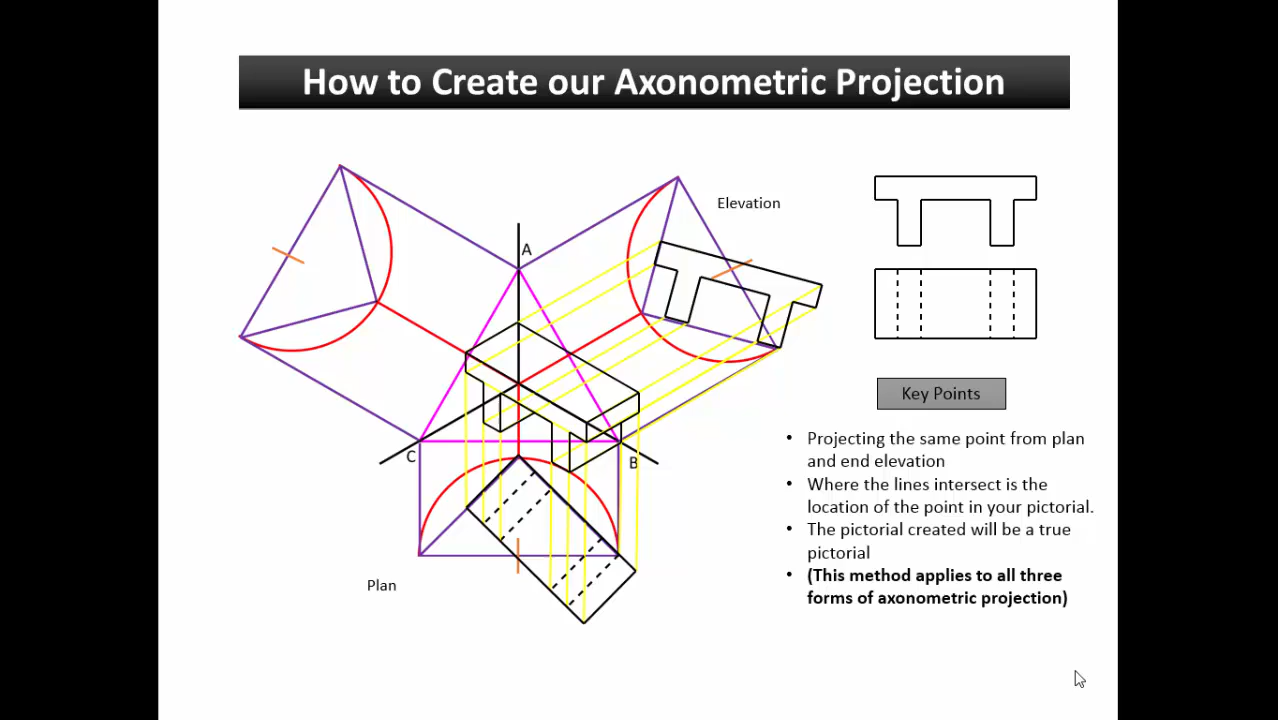 How to Create our Axonometric Projection
Elevation
A
C
B
Plan
Key Points
• Projecting the same point from plan
and end elevation
• Where the lines intersect is the
location of the point in your pictorial.
• The pictorial created will be a true
pictorial
• (This method applies to all three
forms of axonometric projection)